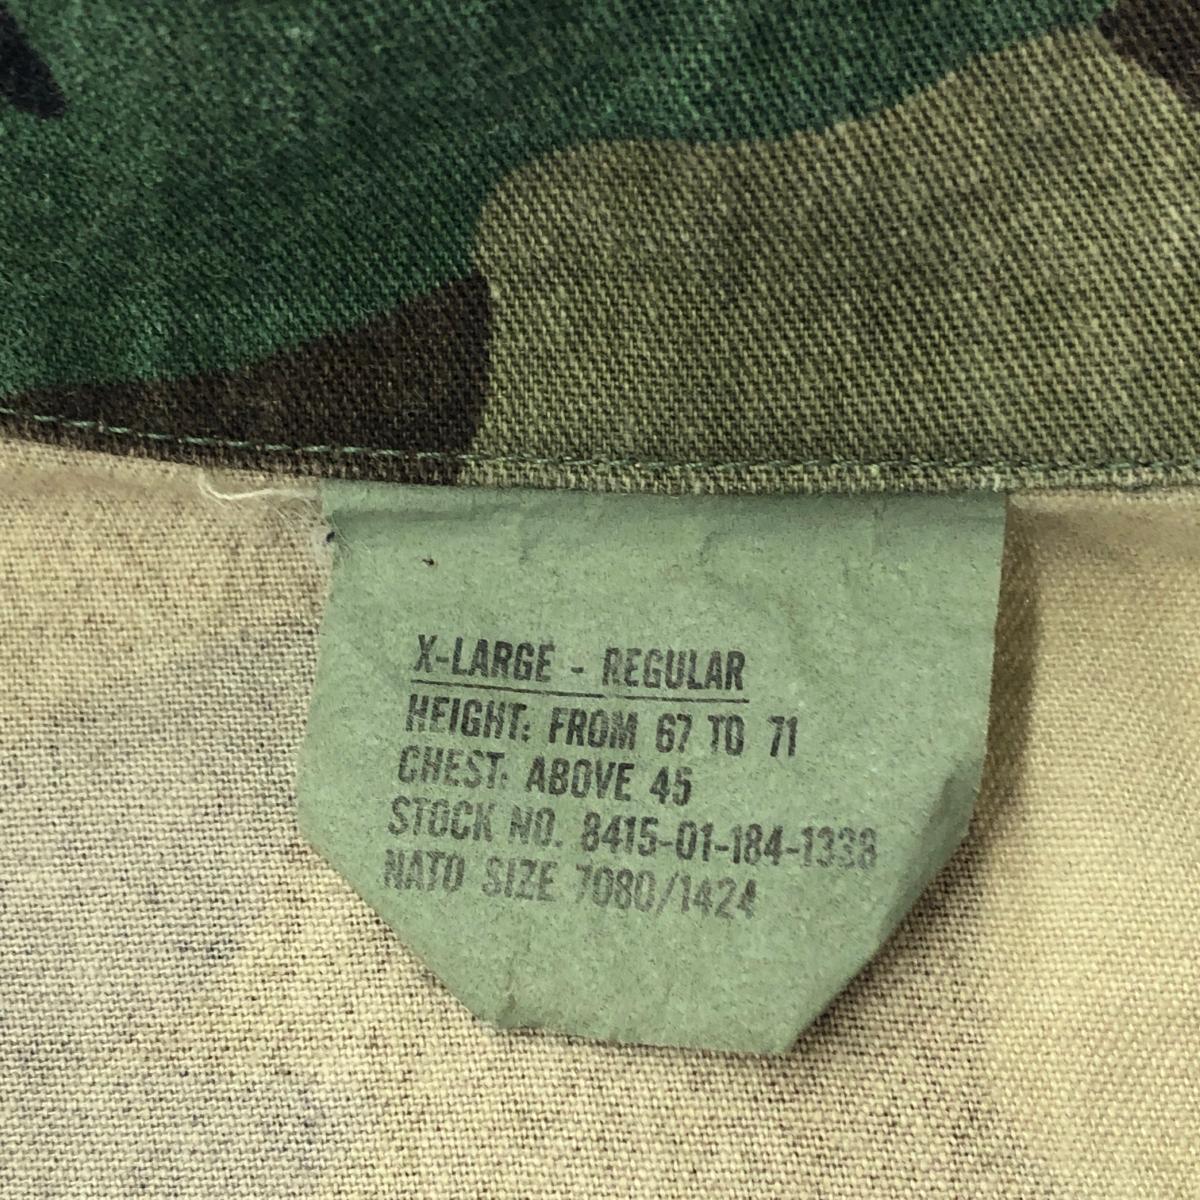 X-LARGE - REGULAR
HEIGHT: FROM 67 TO 71
CHEST: ABOVE 45
STOCK NO. 8415-01-184-1338
NATO SIZE 7080/1424